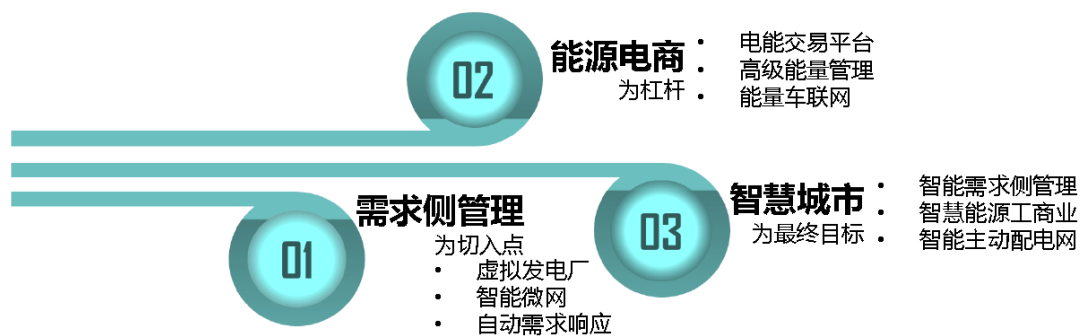 02
能源电商
为杠杆
• 电能交易平台
• 高级能量管理
• 能量车联网
01
需求侧管理
为切入点
• 虚拟发电厂
• 智能微网
• 自动需求响应
03
智慧城市
为最终目标
• 智能需求侧管理
• 智慧能源工商业
• 智能主动配电网